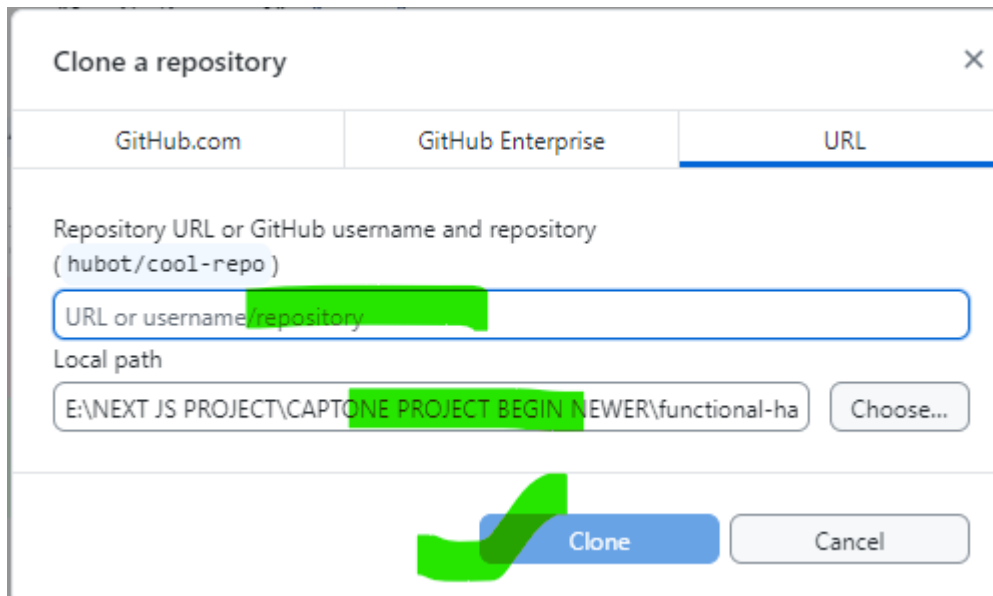 Clone a repository
GitHub.com GitHub Enterprise URL
Repository URL or GitHub username and repository
(hubot/cool-repo)
URL or username/repository
Local path
E:\NEXT JS PROJECT\CAPTONE PROJECT BEGIN NEWER\functional-ha Choose...
Clone Cancel